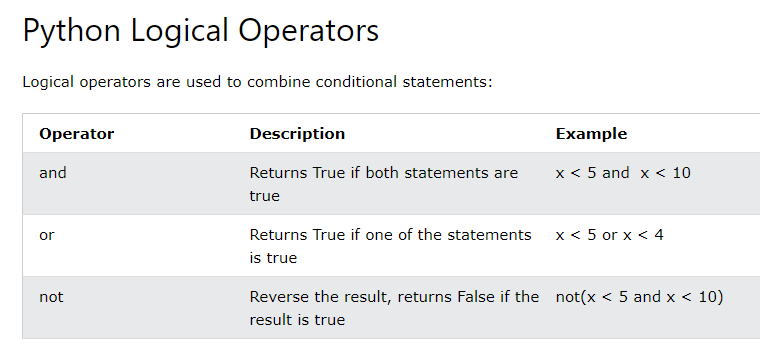 Python Logical Operators
Logical operators are used to combine conditional statements:
Operator Description Example
and Returns True if both statements are x < 5 and  x < 10
true
or Returns True if one of the statements x < 5 or x < 4
is true
not Reverse the result, returns False if the not(x < 5 and x < 10)
result is true